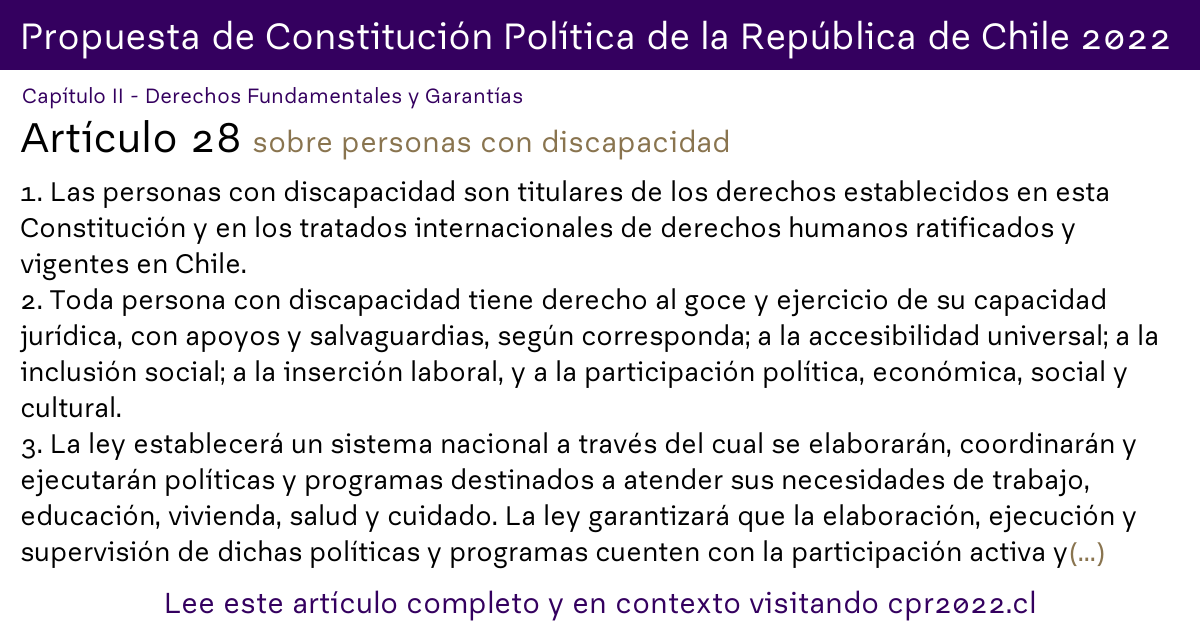 Propuesta de Constitución Política de la República de Chile 2022
Capítulo II - Derechos Fundamentales y Garantías
Artículo 28 sobre personas con discapacidad
1. Las personas con discapacidad son titulares de los derechos establecidos en esta
Constitución y en los tratados internacionales de derechos humanos ratificados y
vigentes en Chile.
2. Toda persona con discapacidad tiene derecho al goce y ejercicio de su capacidad
jurídica, con apoyos y salvaguardias, según corresponda; a la accesibilidad universal; a la
inclusión social; a la inserción laboral, y a la participación política, económica, social y
cultural.
3. La ley establecerá un sistema nacional a través del cual se elaborarán, coordinarán y
ejecutarán políticas y programas destinados a atender sus necesidades de trabajo,
educación, vivienda, salud y cuidado. La ley garantizará que la elaboración, ejecución y
supervisión de dichas políticas y programas cuenten con la participación activa y(...)
Lee este artículo completo y en contexto visitando cpr2022.cl